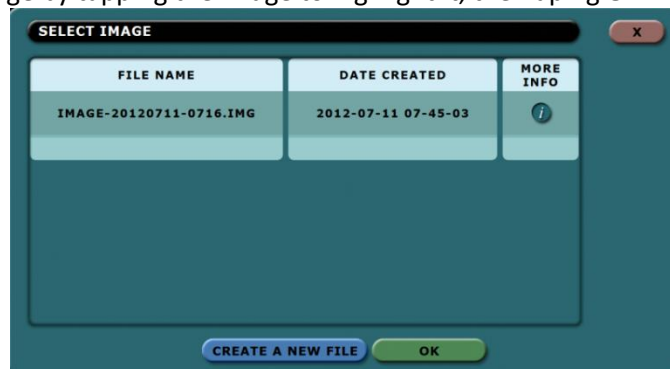 SELECT IMAGE
X
FILE NAME
DATE CREATED
MORE
INFO
IMAGE-20120711-0716.IMG
2012-07-11 07-45-03
i
CREATE A NEW FILE
OK